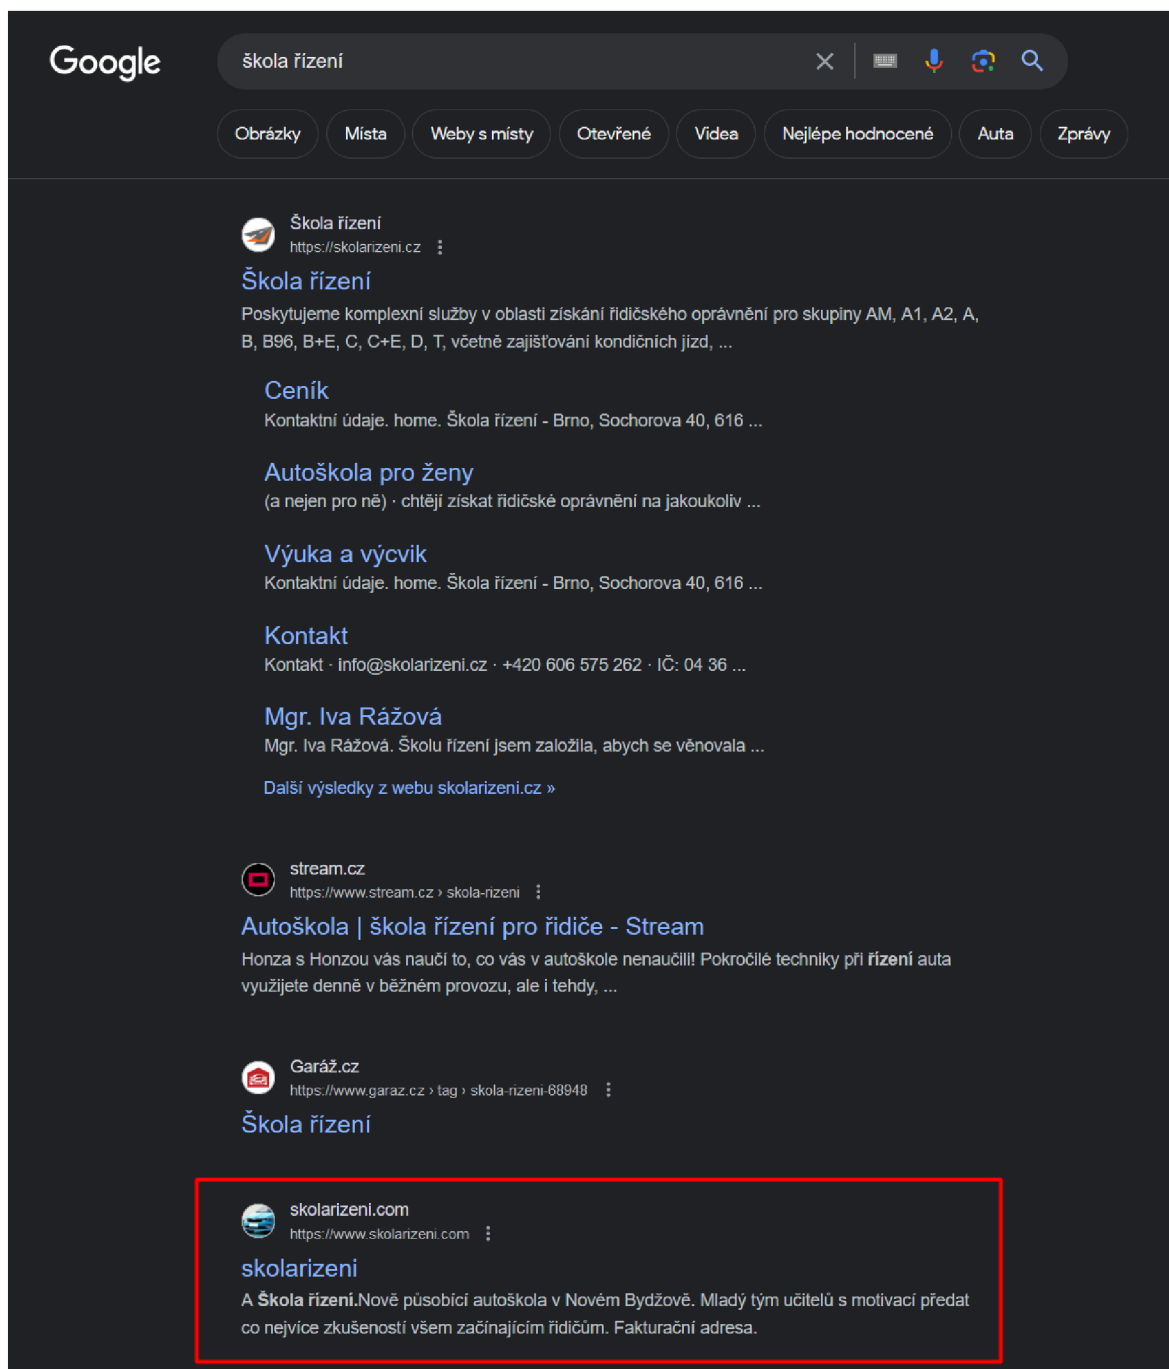 Google
škola řízení
Obrázky Místa Weby s místy Otevřené Videa Nejlépe hodnocené Auta Zprávy
Škola řízení
https://skolarizeni.cz
Škola řízení
Poskytujeme komplexní služby v oblasti získání řidičského oprávnění pro skupiny AM, A1, A2, A,
B, B96, B+E, C, C+E, D, T, včetně zajišťování kondičních jízd, ...
Ceník
Kontaktní údaje. home. Škola řízení - Brno, Sochorova 40, 616 ...
Autoškola pro ženy
(a nejen pro ně) · chtějí získat řidičské oprávnění na jakoukoliv ...
Výuka a výcvik
Kontaktní údaje. home. Škola řízení - Brno, Sochorova 40, 616 ...
Kontakt
Kontakt · info@skolarizeni.cz · +420 606 575 262 · IČ: 04 36 ...
Mgr. Iva Rážová
Mgr. Iva Rážová. Školu řízení jsem založila, abych se věnovala ...
Další výsledky z webu skolarizeni.cz »
stream.cz
https://www.stream.cz › skola-rizeni
Autoškola | škola řízení pro řidiče - Stream
Honza s Honzou vás naučí to, co vás v autoškole nenaučili! Pokročilé techniky při řízení auta
využijete denně v běžném provozu, ale i tehdy, ...
Garáž.cz
https://www.garaz.cz › tag › skola-rizeni-68948
Škola řízení
skolarizeni.com
https://www.skolarizeni.com
skolarizeni
A Škola řízení.Nově působící autoškola v Novém Bydžově. Mladý tým učitelů s motivací předat
co nejvíce zkušeností všem začínajícím řidičům. Fakturační adresa.